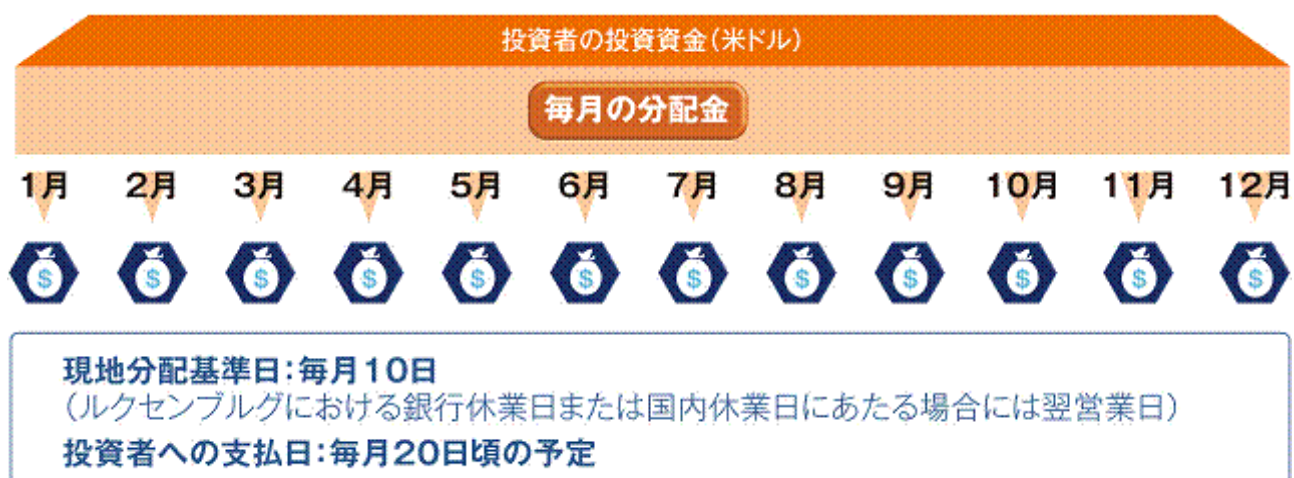 投資者の投資資金（米ドル）
毎月の分配金
1月 2月 3月 4月 5月 6月 7月 8月 9月 10月 11月 12月
$ $ $ $ $ $ $ $ $ $ $ $
現地分配基準日：毎月10日
（ルクセンブルグにおける銀行休業日または国内休業日にあたる場合には翌営業日）
投資者への支払日：毎月20日頃の予定